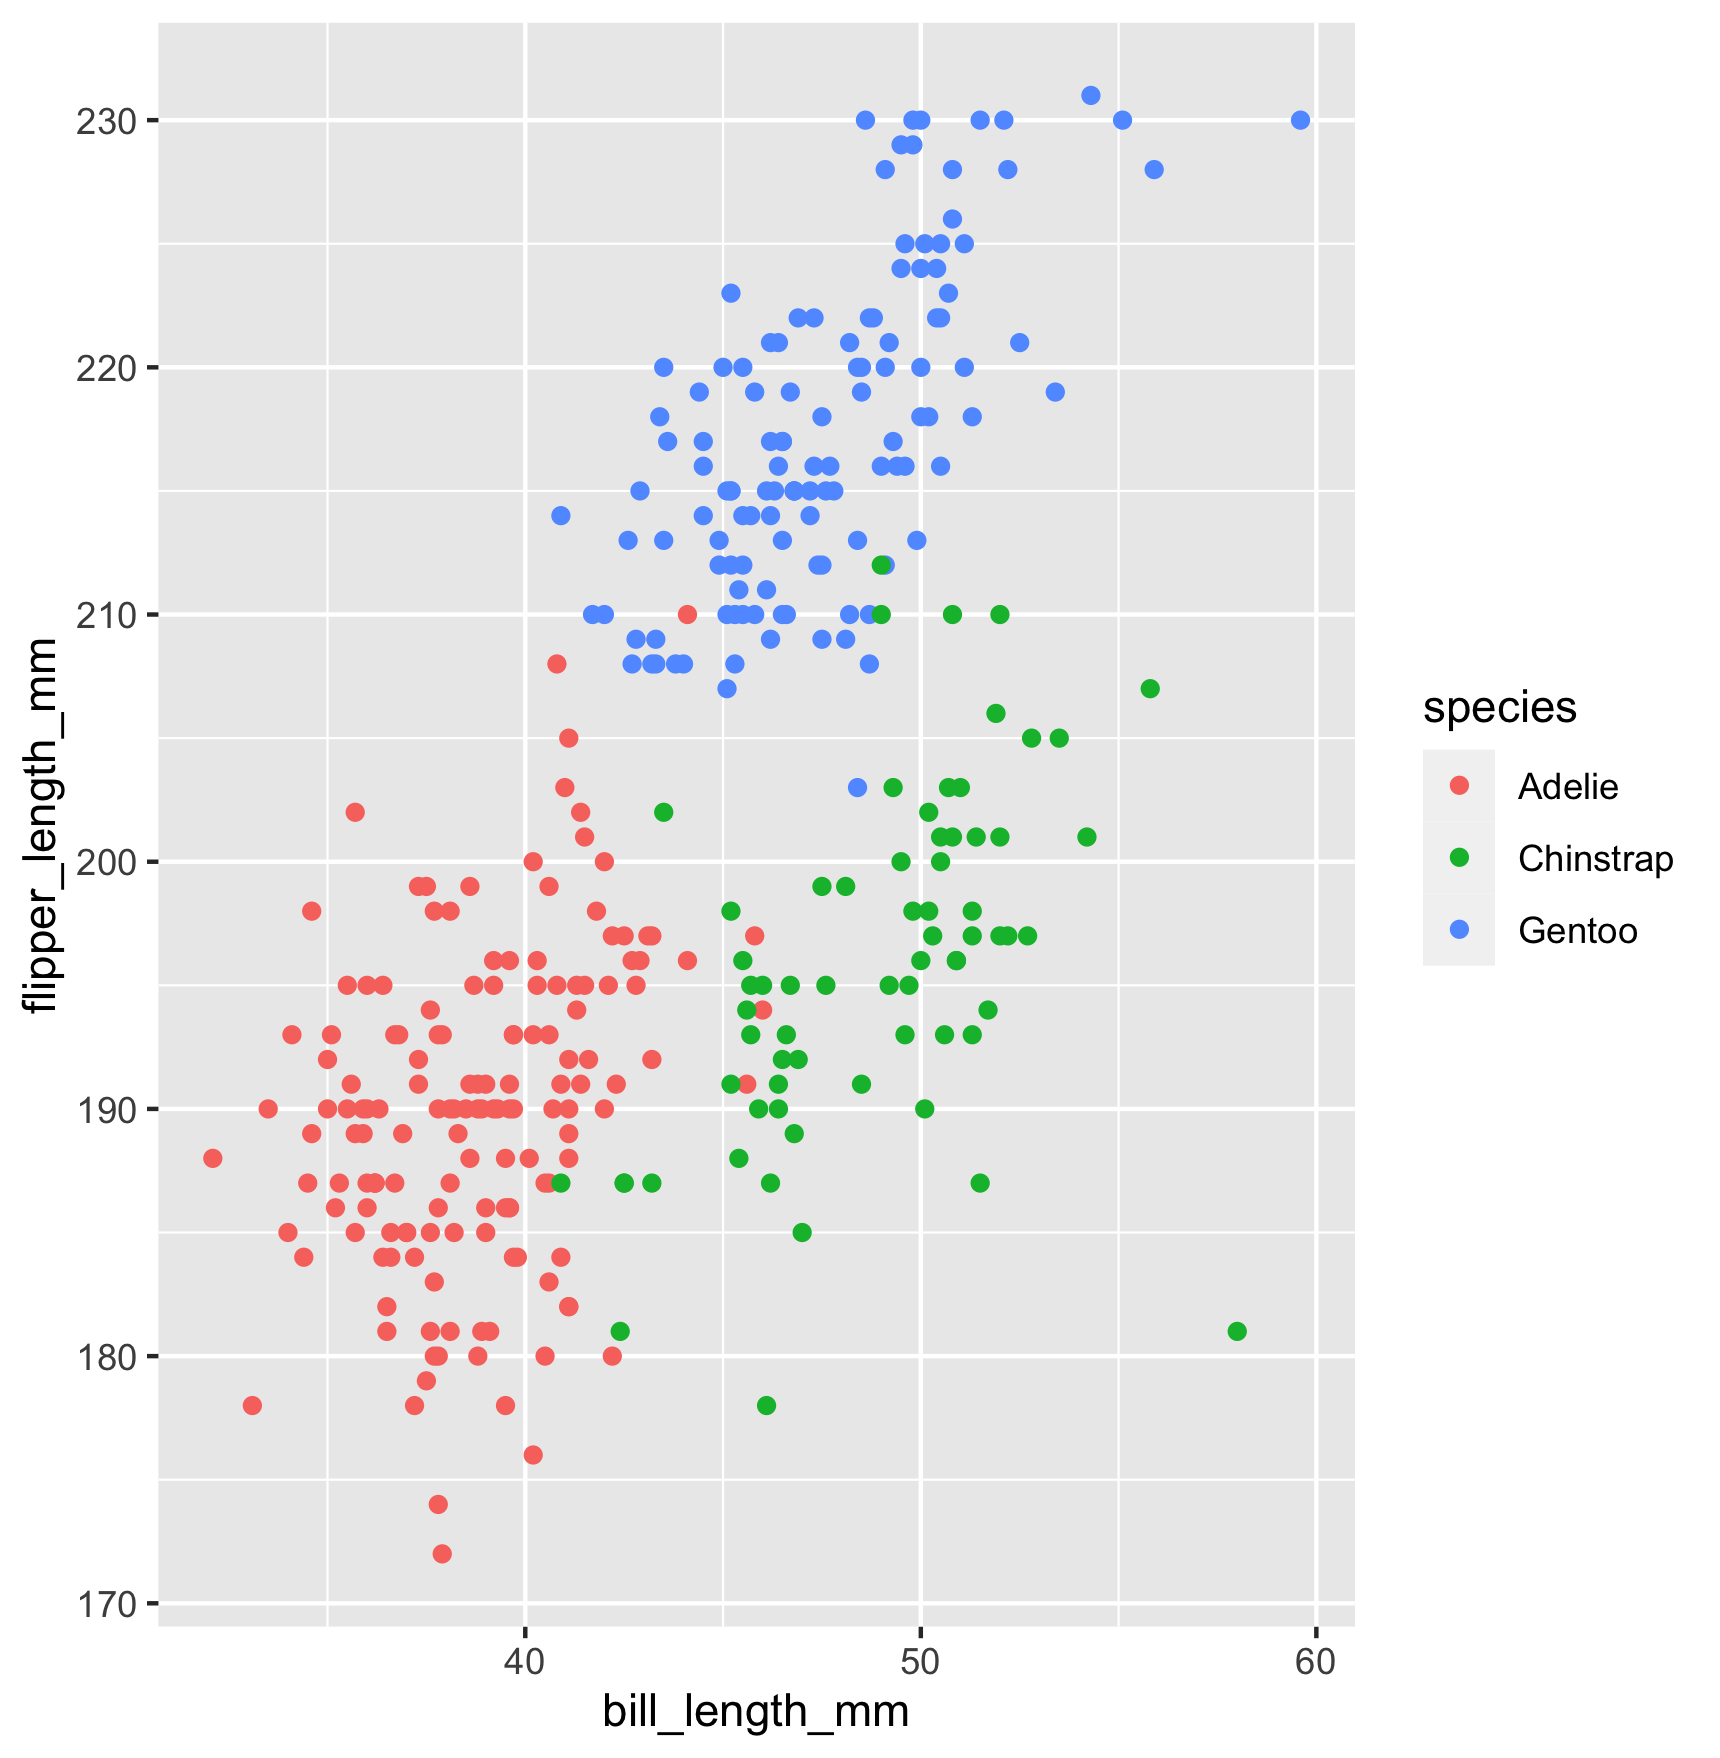 230
220
210
200
190
180
170
flipper_length_mm
40 50 60
bill_length_mm
species
Adelie
Chinstrap
Gentoo